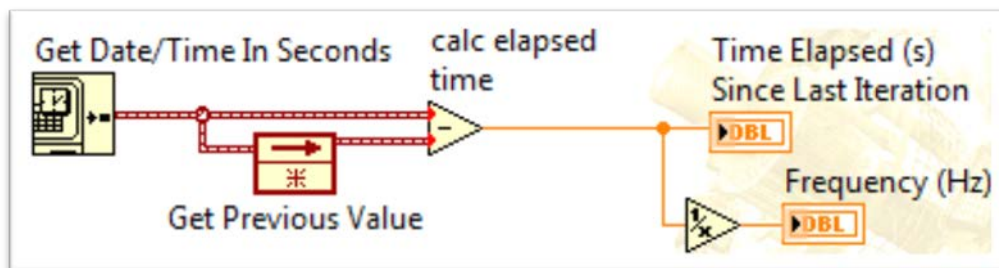 Get Date/Time In Seconds
calc elapsed
time
Time Elapsed (s)
Since Last Iteration
DBL
Frequency (Hz)
1/x
DBL
Get Previous Value